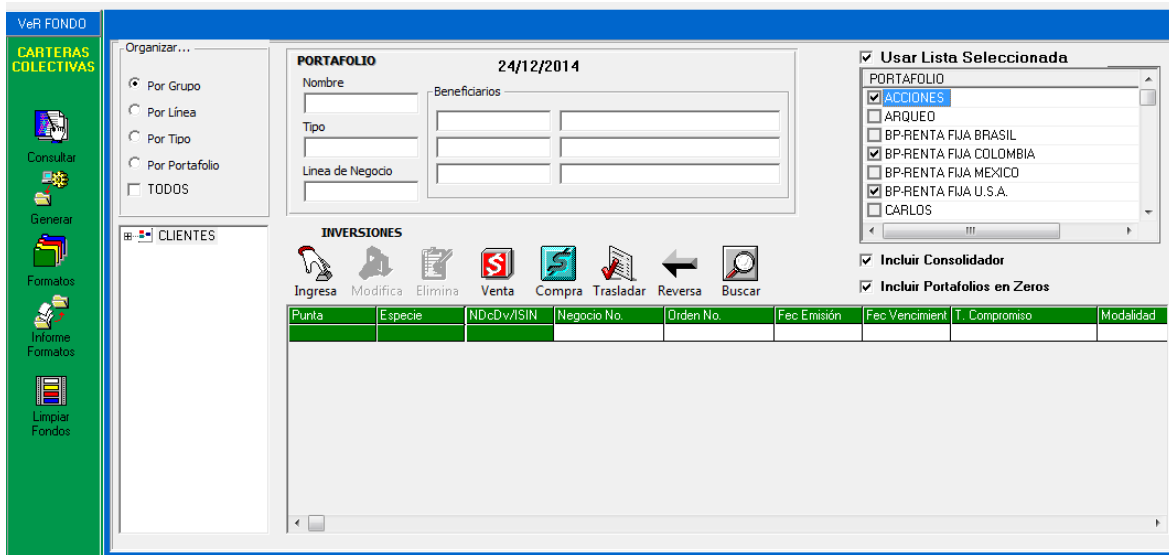 VeR FONDO
CARTERAS
COLECTIVAS
Consultar
Generar
Formatos
Informe
Formatos
Limpiar
Fondos
Organizar...
Por Grupo
Por Línea
Por Tipo
Por Portafolio
TODOS
CLIENTES
PORTAFOLIO
24/12/2014
Nombre
Tipo
Linea de Negocio
Beneficiarios
Usar Lista Seleccionada
PORTAFOLIO
ACCIONES
ARQUEO
BP-RENTA FIJA BRASIL
BP-RENTA FIJA COLOMBIA
BP-RENTA FIJA MEXICO
BP-RENTA FIJA U.S.A.
CARLOS
Incluir Consolidador
Incluir Portafolios en Zeros
INVERSIONES
Ingresa Modifica Elimina Venta Compra Trasladar Reversa Buscar
Punta Especie NDcDv/ISIN Negocio No. Orden No. Fec Emisión Fec Vencimient T. Compromiso Modalidad